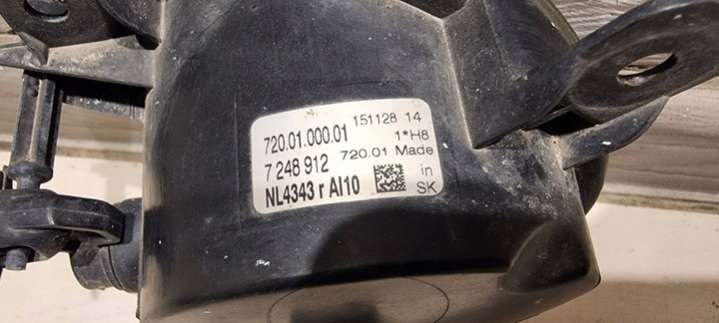 720.01.000.01 151128 14
1*H8
7 248 912 720.01 Made
NL4343 r AI10 in
SK